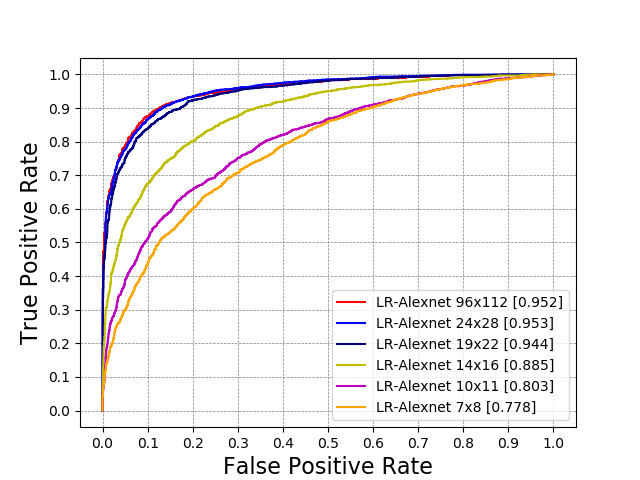 1.0
0.9
0.8
0.7
0.6
0.5
0.4
0.3
0.2
0.1
0.0
True Positive Rate
LR-Alexnet 96x112 [0.952]
LR-Alexnet 24x28 [0.953]
LR-Alexnet 19x22 [0.944]
LR-Alexnet 14x16 [0.885]
LR-Alexnet 10x11 [0.803]
LR-Alexnet 7x8 [0.778]
0.0 0.1 0.2 0.3 0.4 0.5 0.6 0.7 0.8 0.9 1.0
False Positive Rate